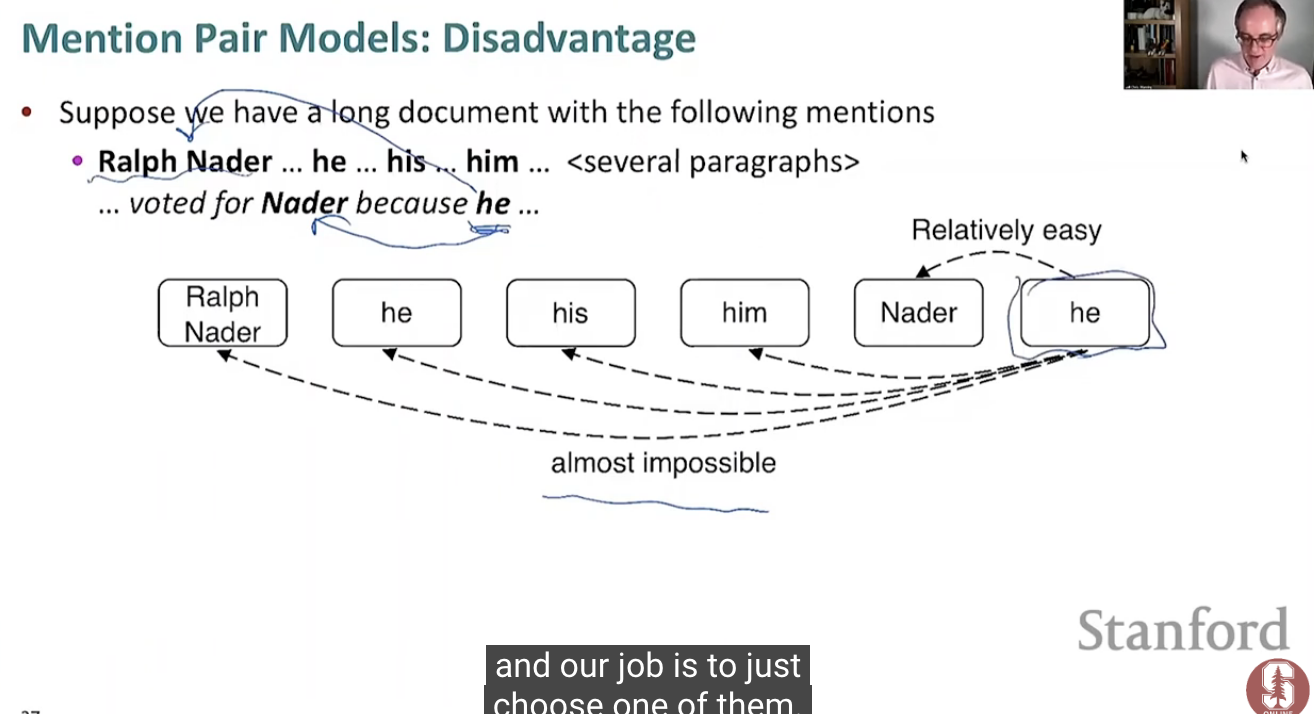 Mention Pair Models: Disadvantage
• Suppose we have a long document with the following mentions
• Ralph Nader ... he ... his ... him ... <several paragraphs>
... voted for Nader because he ...
Relatively easy
Ralph
Nader
he
his
him
Nader
he
almost impossible
Stanford
and our job is to just
choose one of them.